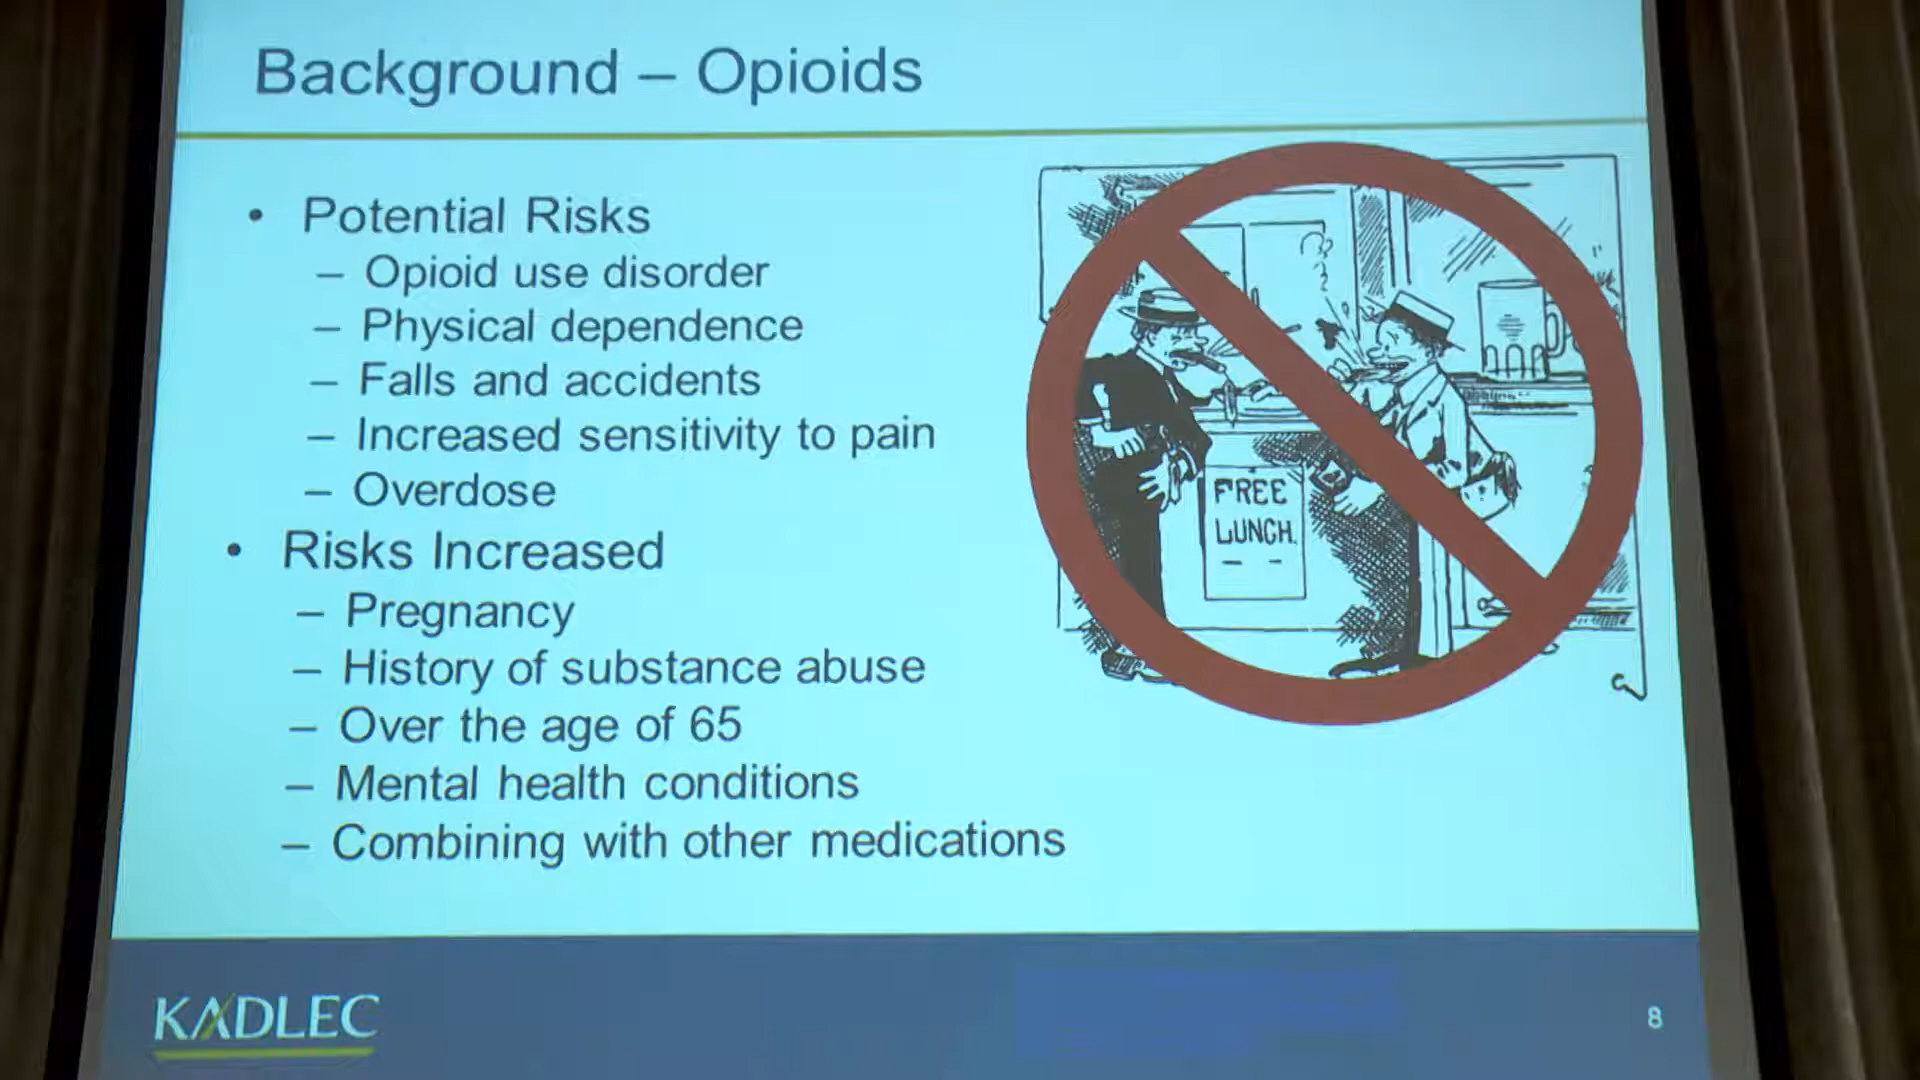 Background – Opioids
• Potential Risks
– Opioid use disorder
– Physical dependence
– Falls and accidents
– Increased sensitivity to pain
– Overdose
• Risks Increased
– Pregnancy
– History of substance abuse
– Over the age of 65
– Mental health conditions
– Combining with other medications
FREE
LUNCH.
KADLEC
8